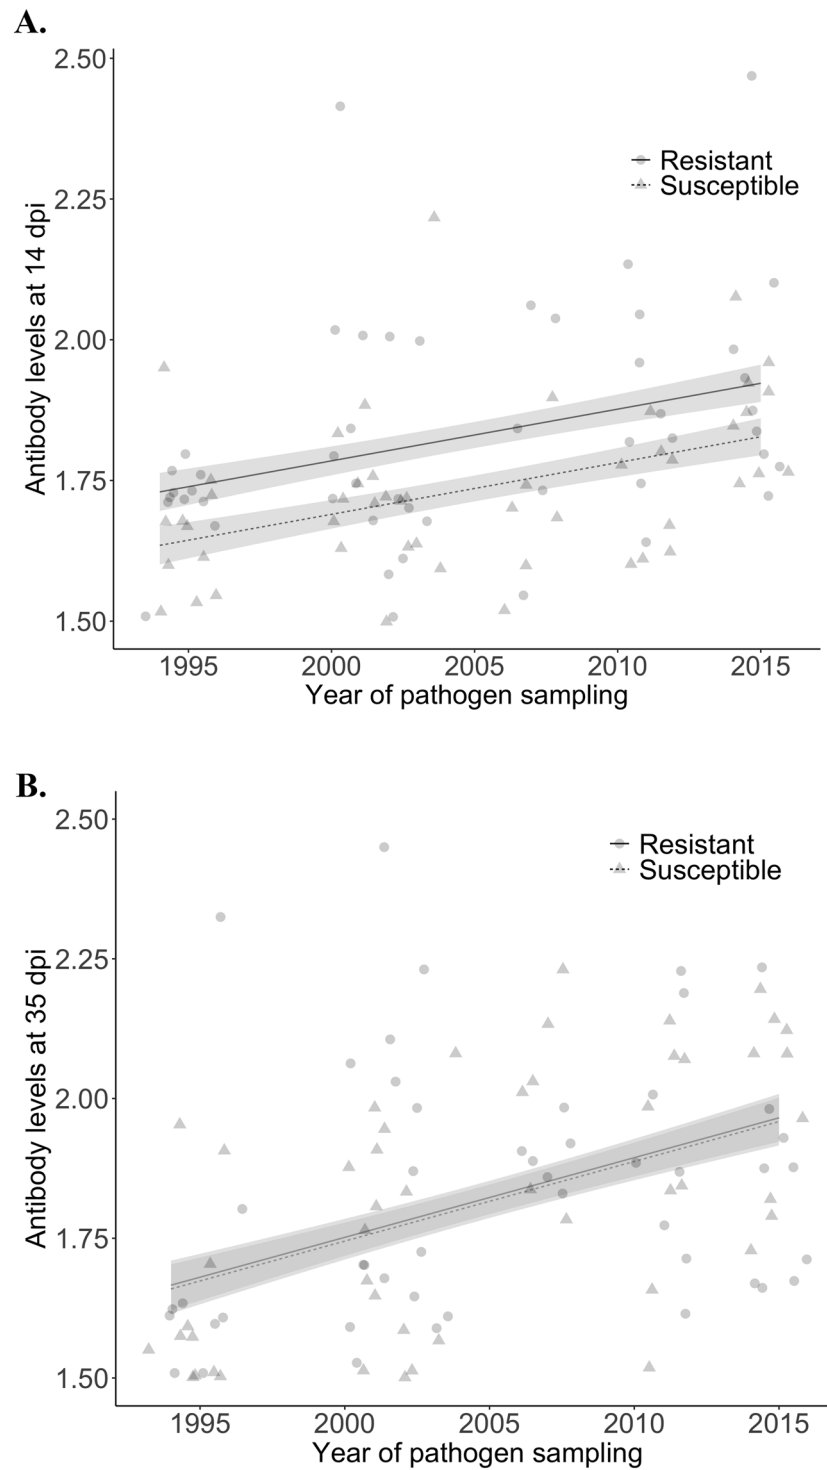 A.
2.50
2.25
2.00
1.75
1.50
Antibody levels at 14 dpi
Resistant
Susceptible
1995 2000 2005 2010 2015
Year of pathogen sampling
B.
2.50
2.25
2.00
1.75
1.50
Antibody levels at 35 dpi
Resistant
Susceptible
1995 2000 2005 2010 2015
Year of pathogen sampling